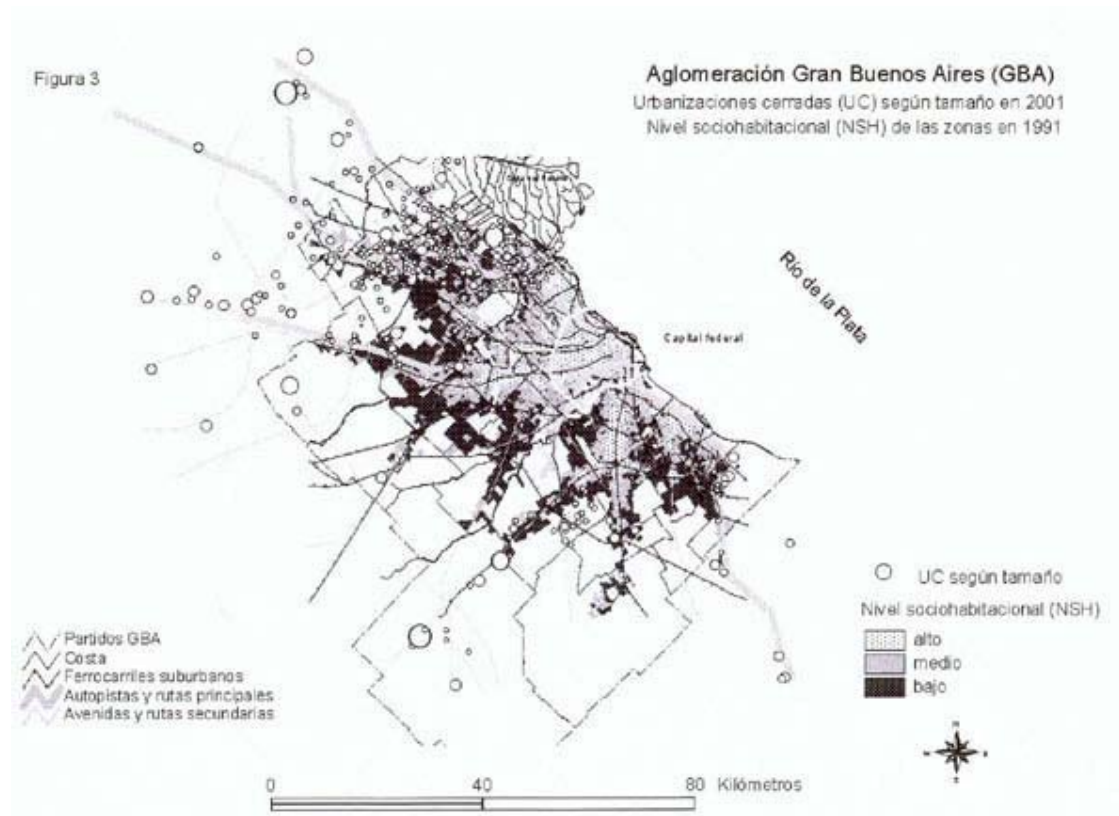 Figura 3
Aglomeración Gran Buenos Aires (GBA)
Urbanizaciones cerradas (UC) según tamaño en 2001
Nivel sociohabitacional (NSH) de las zonas en 1991
Río de la Plata
Capital federal
UC según tamaño
Nivel sociohabitacional (NSH)
alto
medio
bajo
Partidos GBA
Costa
Ferrocarriles suburbanos
Autopistas y rutas principales
Avenidas y rutas secundarias
0 40 80 Kilómetros